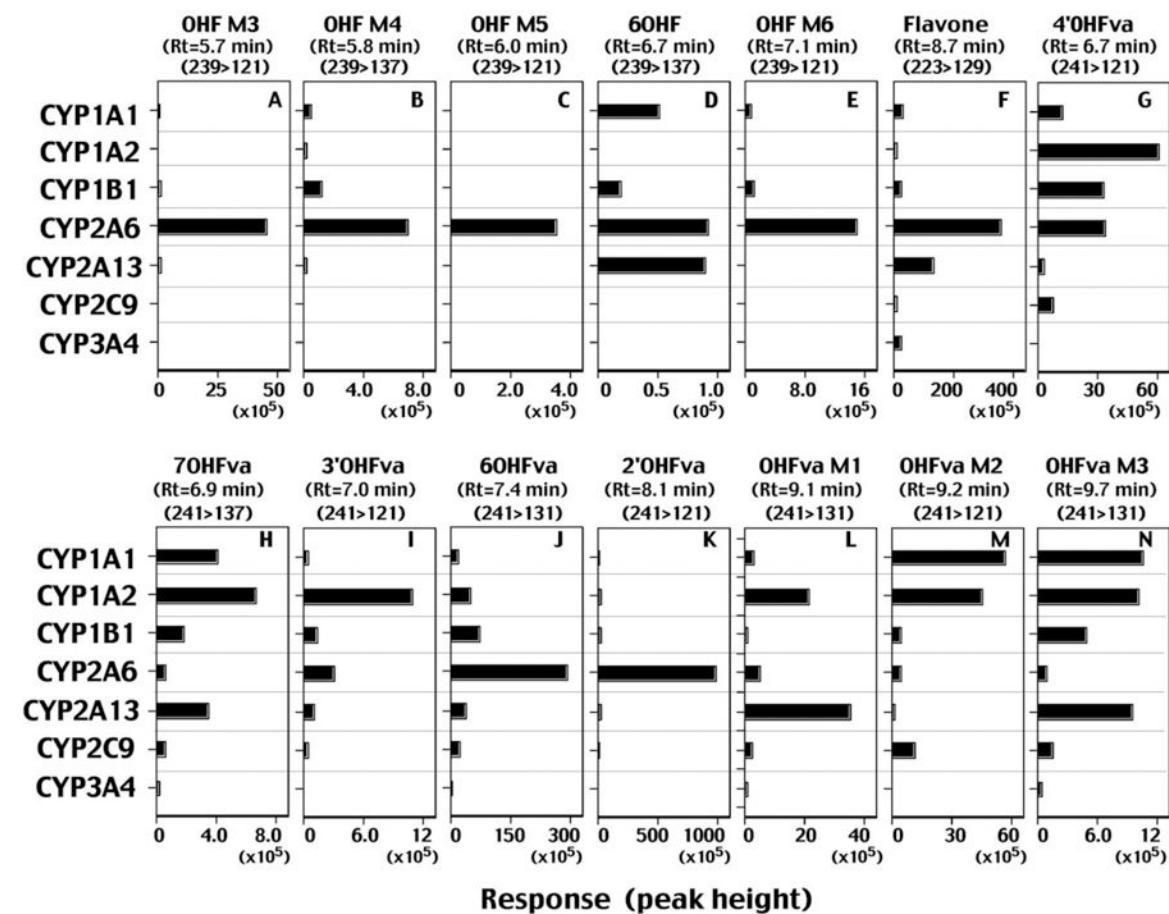 OHF M3 OHF M4 OHF M5 6OHF OHF M6 Flavone 4'OHFva
(Rt=5.7 min) (Rt=5.8 min) (Rt=6.0 min) (Rt=6.7 min) (Rt=7.1 min) (Rt=8.7 min) (Rt= 6.7 min)
(239>121) (239>137) (239>121) (239>137) (239>121) (223>129) (241>121)
A B C D E F G
CYP1A1
CYP1A2
CYP1B1
CYP2A6
CYP2A13
CYP2C9
CYP3A4
0 25 50 0 4.0 8.0 0 2.0 4.0 0 0.5 1.0 0 8.0 16 0 200 400 0 30 60
(x10⁵) (x10⁵) (x10⁵) (x10⁵) (x10⁵) (x10⁵) (x10⁵)
7OHFva 3'OHFva 6OHFva 2'OHFva OHFva M1 OHFva M2 OHFva M3
(Rt=6.9 min) (Rt=7.0 min) (Rt=7.4 min) (Rt=8.1 min) (Rt=9.1 min) (Rt=9.2 min) (Rt=9.7 min)
(241>137) (241>121) (241>131) (241>121) (241>131) (241>121) (241>131)
H I J K L M N
CYP1A1
CYP1A2
CYP1B1
CYP2A6
CYP2A13
CYP2C9
CYP3A4
0 4.0 8.0 0 6.0 12 0 150 300 0 500 1000 0 20 40 0 30 60 0 6.0 12
(x10⁵) (x10⁵) (x10⁵) (x10⁵) (x10⁵) (x10⁵) (x10⁵)
Response (peak height)